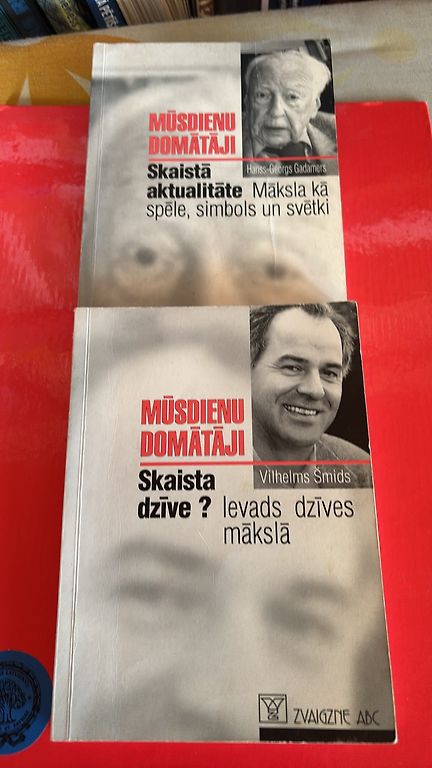 MŪSDIENU
DOMĀTĀJI
Hanss-Georgs Gadamers
Skaistā
aktualitāte Māksla kā
spēle, simbols un svētki
MŪSDIENU
DOMĀTĀJI
Vilhelms Šmids
Skaista
dzīve ? Ievads dzīves
mākslā
ZVAIGZNE ABC